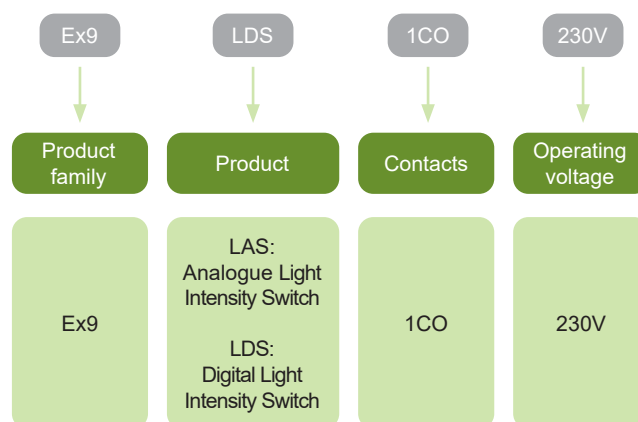 Ex9
LDS
1CO
230V
Product
family
Product
Contacts
Operating
voltage
Ex9
LAS:
Analogue Light
Intensity Switch
LDS:
Digital Light
Intensity Switch
1CO
230V